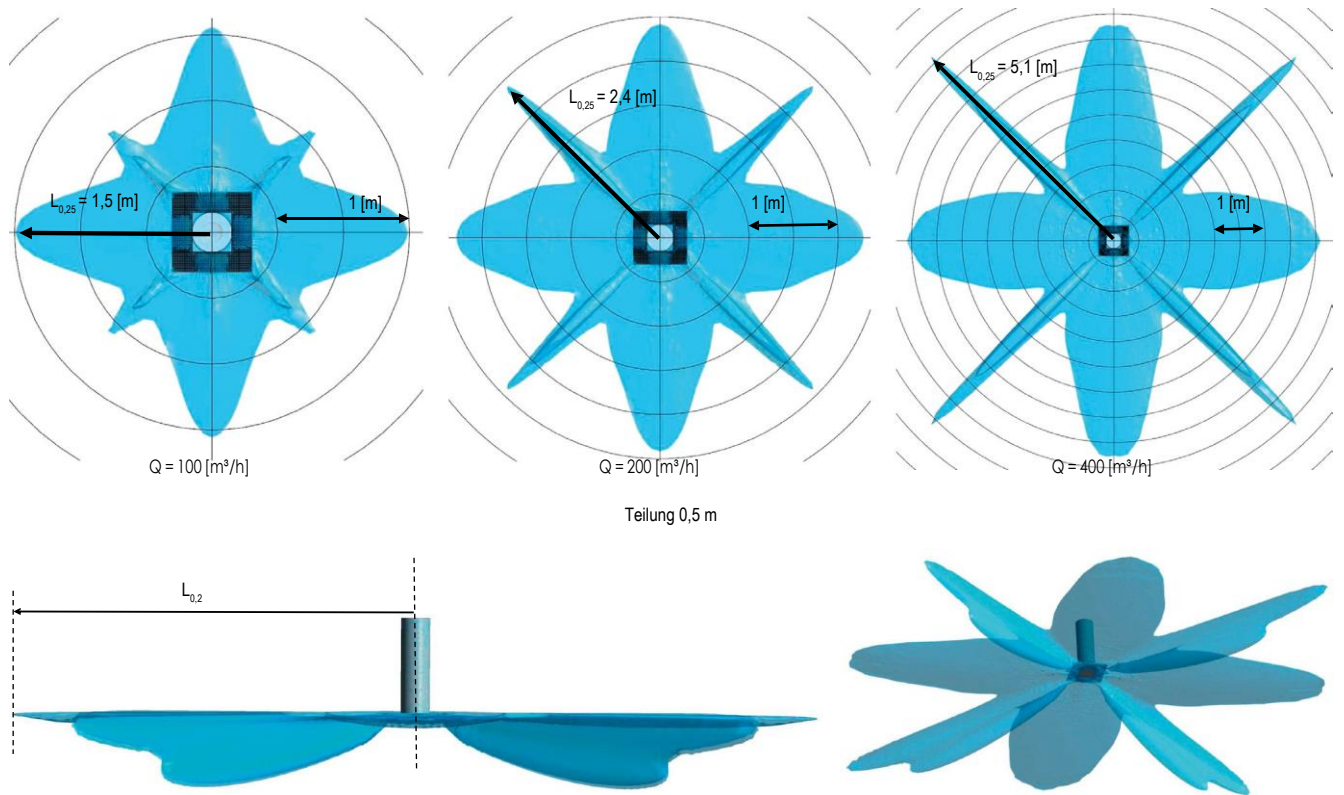 L0,25 = 1,5 [m]
1 [m]
Q = 100 [m³/h]
L0,25 = 2,4 [m]
1 [m]
Q = 200 [m³/h]
L0,25 = 5,1 [m]
1 [m]
Q = 400 [m³/h]
Teilung 0,5 m
L0,2